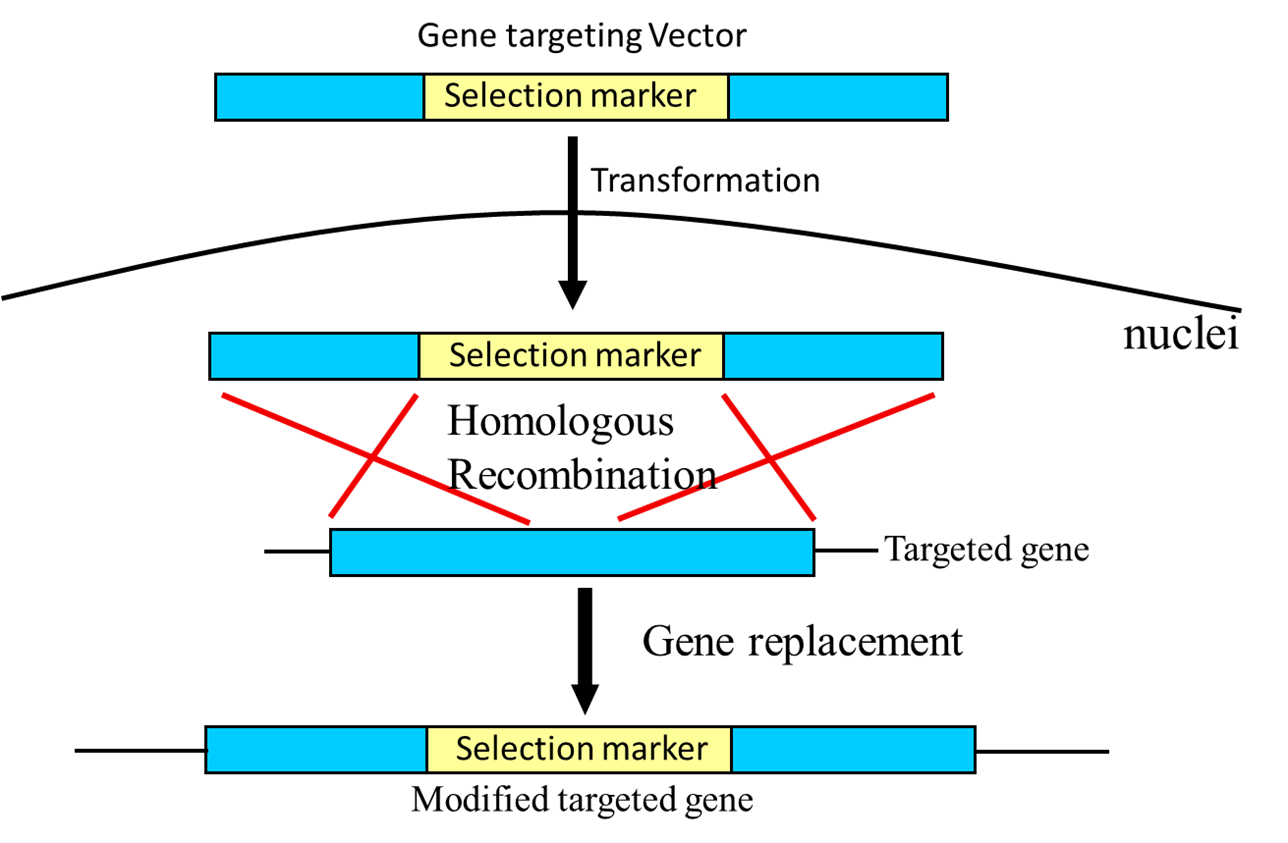 Gene targeting Vector
Selection marker
Transformation
nuclei
Selection marker
Homologous
Recombination
Targeted gene
Gene replacement
Selection marker
Modified targeted gene